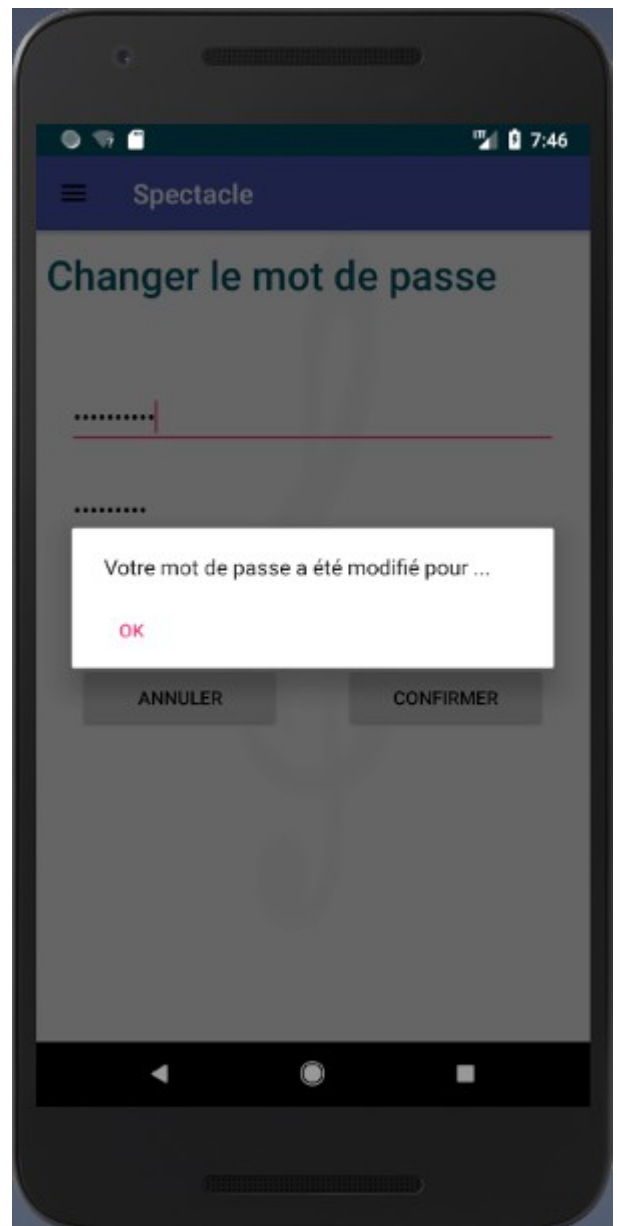 7:46
Spectacle
Changer le mot de passe
••••••••••
•••••••••
Votre mot de passe a été modifié pour ...
OK
ANNULER CONFIRMER